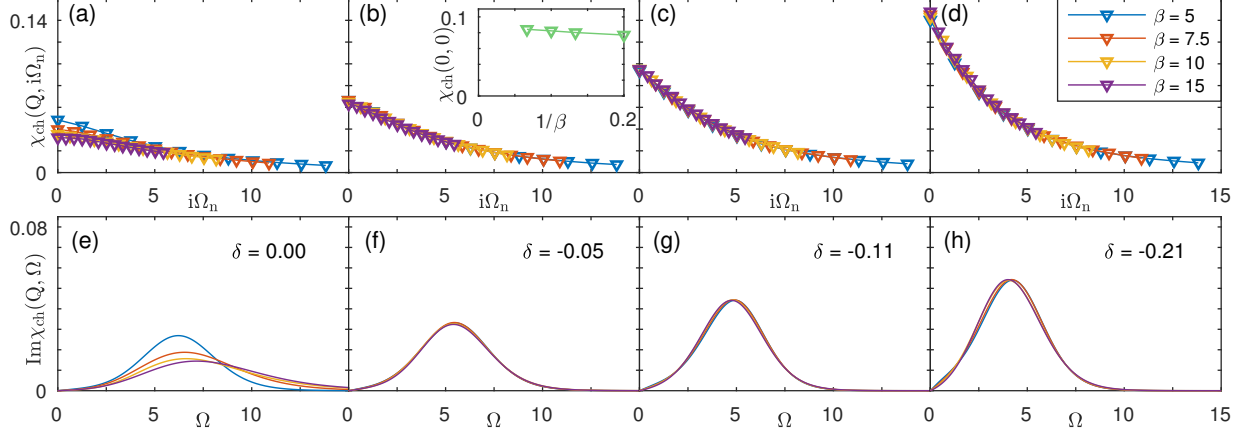 (a) (b) (c) (d)
0.14
χch(Q, iΩn)
0
0 5 10 0 5 10 0 5 10 0 5 10 15
iΩn iΩn iΩn iΩn
0.1
χch(0, 0)
0
0 1/β 0.2
β = 5
β = 7.5
β = 10
β = 15
(e) (f) (g) (h)
0.08
δ = 0.00 δ = -0.05 δ = -0.11 δ = -0.21
Imχch(Q, Ω)
0
0 5 10 0 5 10 0 5 10 0 5 10 15
Ω Ω Ω Ω